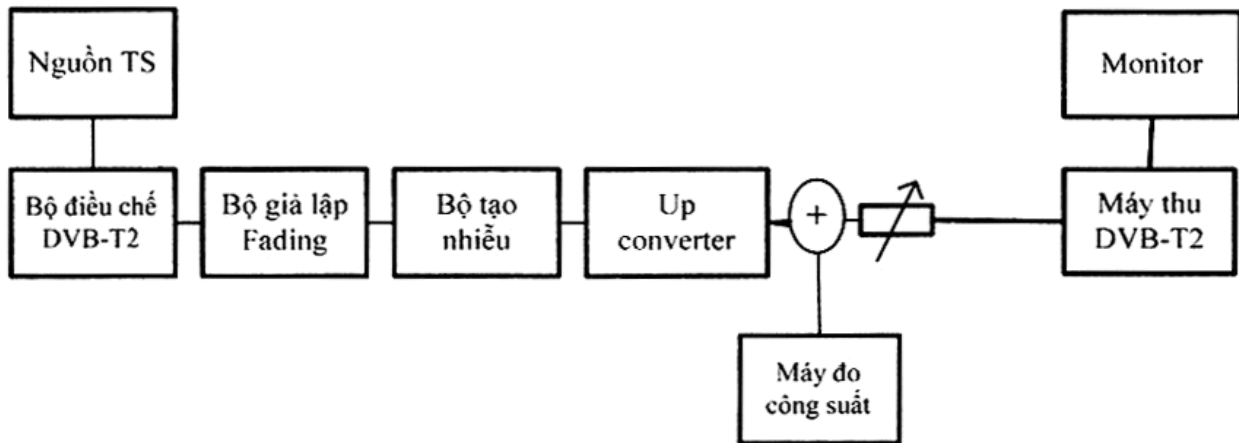 Nguồn TS
Monitor
Bộ điều chế
DVB-T2
Bộ giả lập
Fading
Bộ tạo
nhiễu
Up
converter
+
Máy thu
DVB-T2
Máy đo
công suất